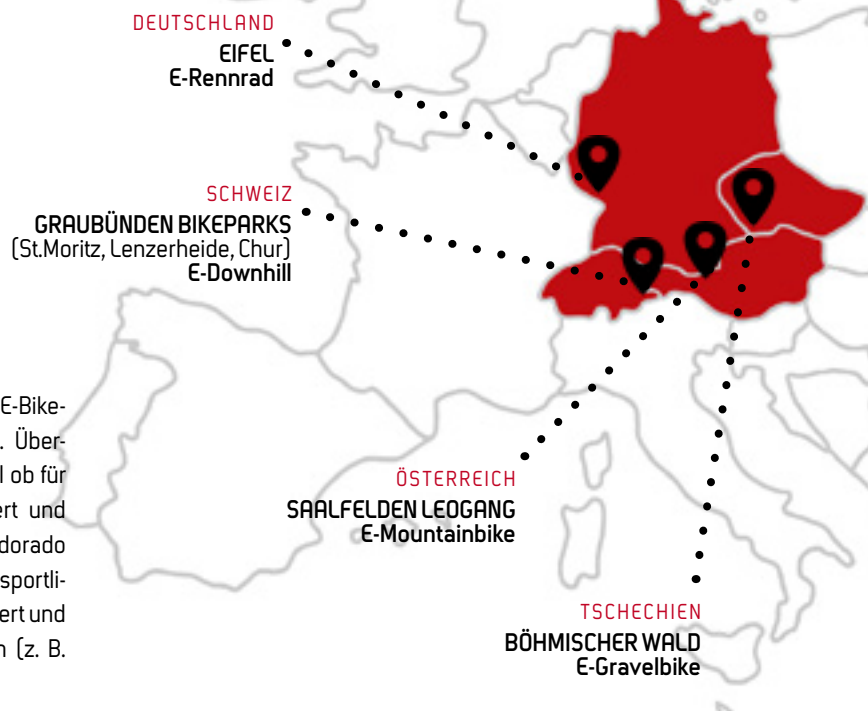 DEUTSCHLAND
EIFEL
E-Rennrad
SCHWEIZ
GRAUBÜNDEN BIKEPARKS
(St.Moritz, Lenzerheide, Chur)
E-Downhill
E-Bike-
. Über-
l ob für
ert und
dorado
sportli-
ert und
n (z. B.
ÖSTERREICH
SAALFELDEN LEOGANG
E-Mountainbike
TSCHECHIEN
BÖHMISCHER WALD
E-Gravelbike